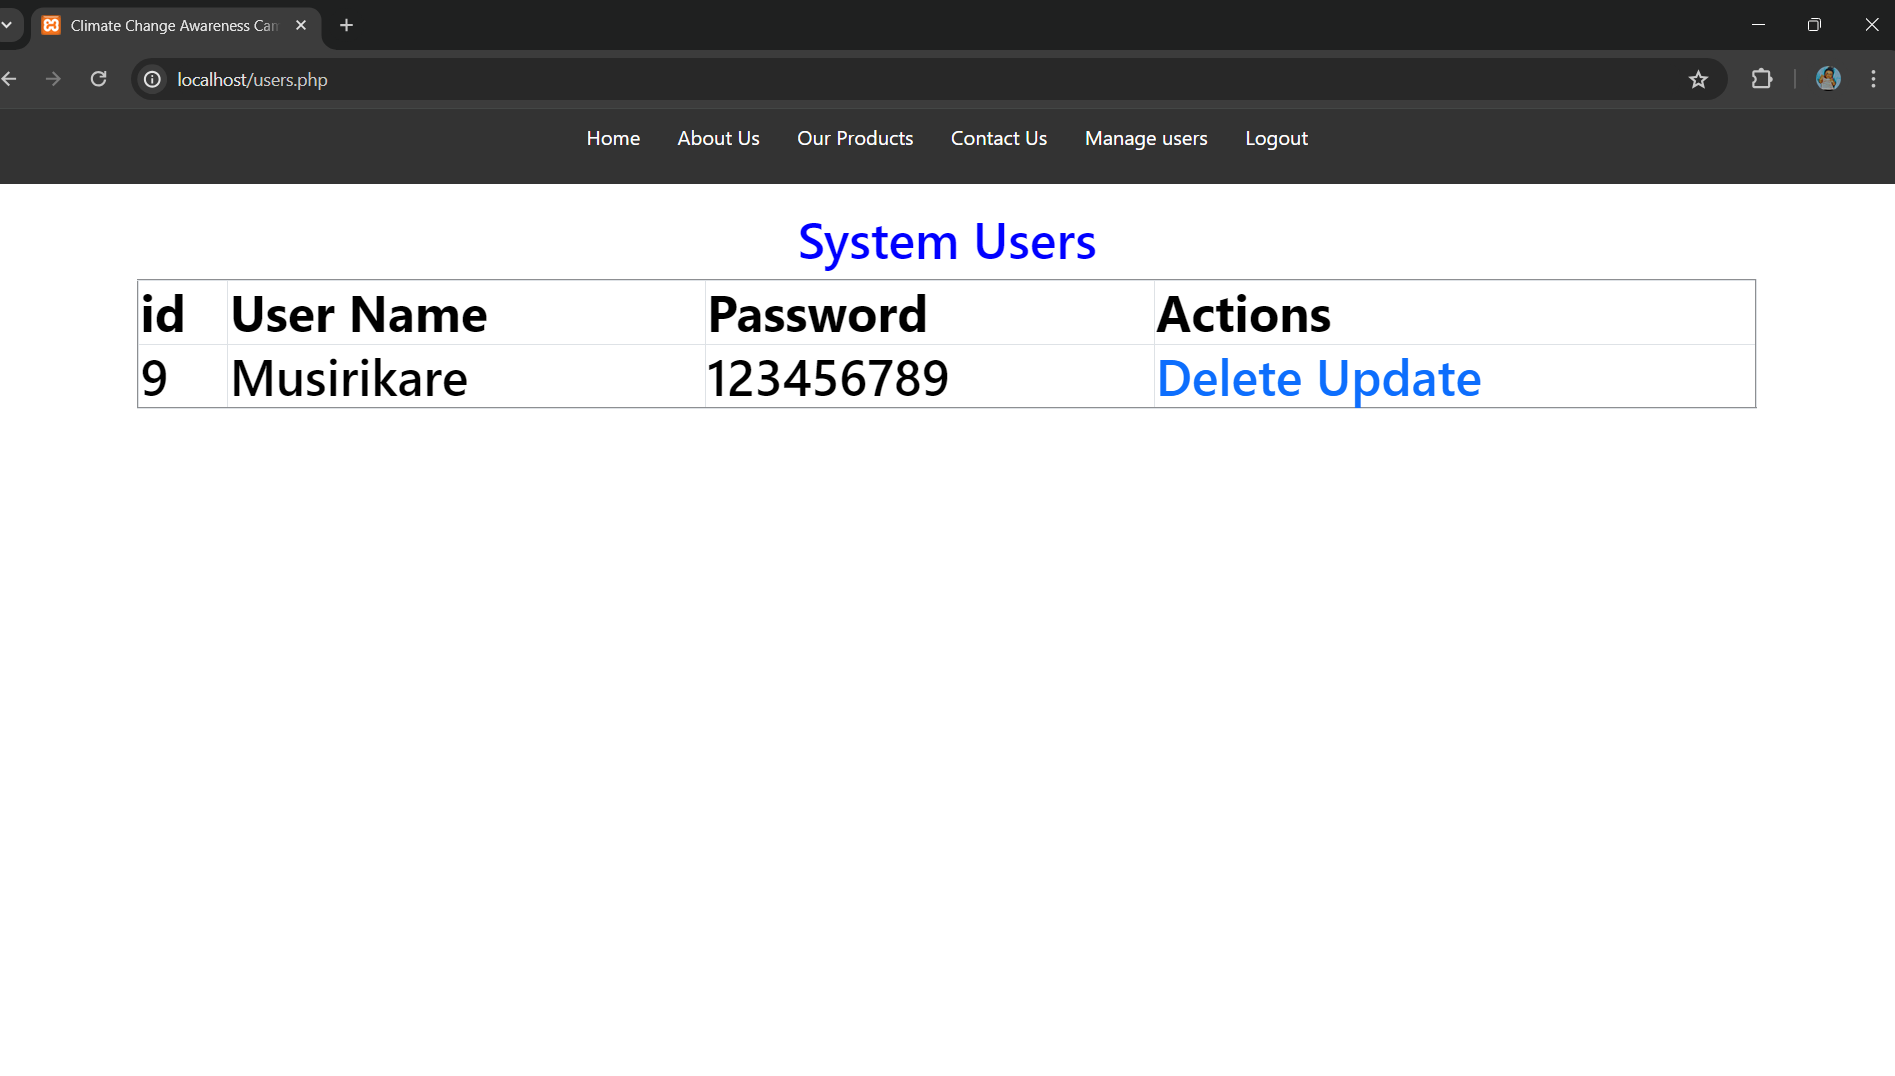 Climate Change Awareness Cam
localhost/users.php
Home About Us Our Products Contact Us Manage users Logout
System Users
id User Name Password Actions
9 Musirikare 123456789 Delete Update